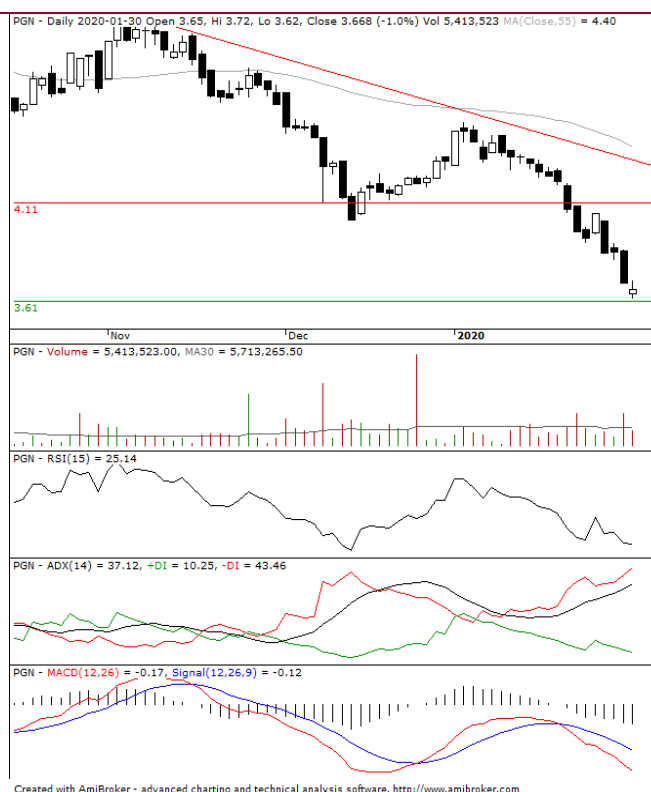 PGN - Daily 2020-01-30 Open 3.65, Hi 3.72, Lo 3.62, Close 3.668 (-1.0%) Vol 5,413,523 MA(Close,55) = 4.40
4.11
3.61
Nov Dec 2020
PGN - Volume = 5,413,523.00, MA30 = 5,713,265.50
PGN - RSI(15) = 25.14
PGN - ADX(14) = 37.12, +DI = 10.25, -DI = 43.46
PGN - MACD(12,26) = -0.17, Signal(12,26,9) = -0.12
Created with AmiBroker - advanced charting and technical analysis software. http://www.amibroker.com